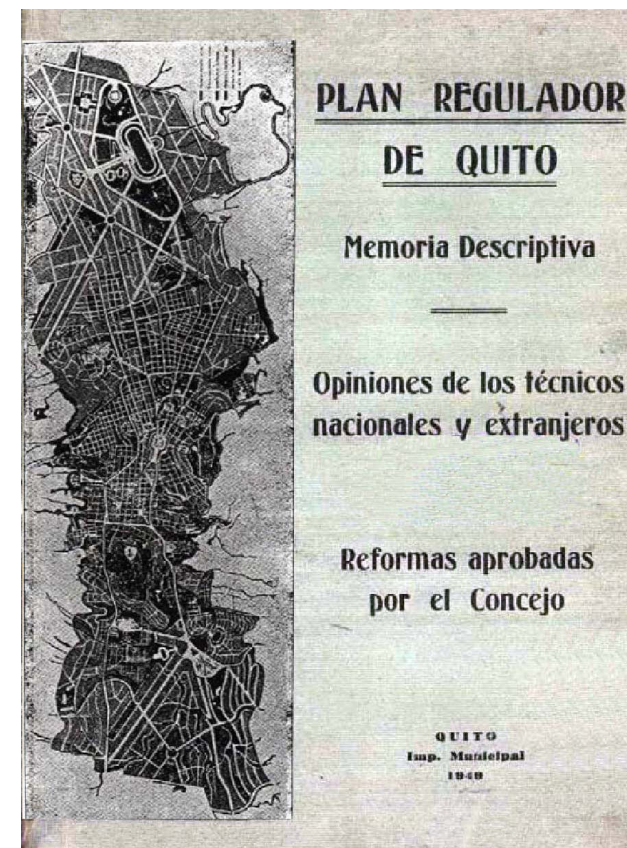 PLAN REGULADOR
DE QUITO
Memoria Descriptiva
Opiniones de los técnicos
nacionales y extranjeros
Reformas aprobadas
por el Concejo
QUITO
Imp. Municipal
1949